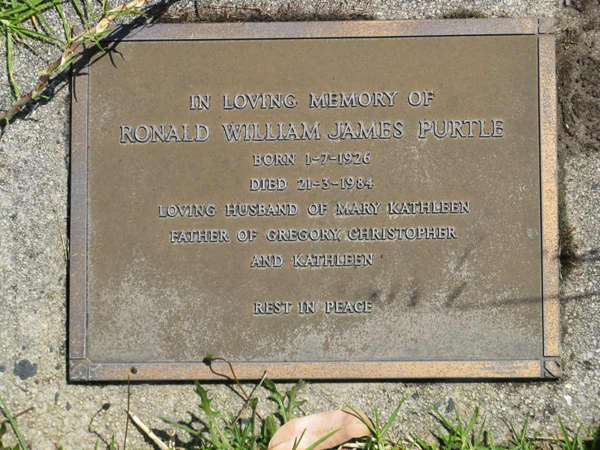 IN LOVING MEMORY OF
RONALD WILLIAM JAMES PURTLE
BORN 1-7-1926
DIED 21-3-1984
LOVING HUSBAND OF MARY KATHLEEN
FATHER OF GREGORY, CHRISTOPHER
AND KATHLEEN
REST IN PEACE